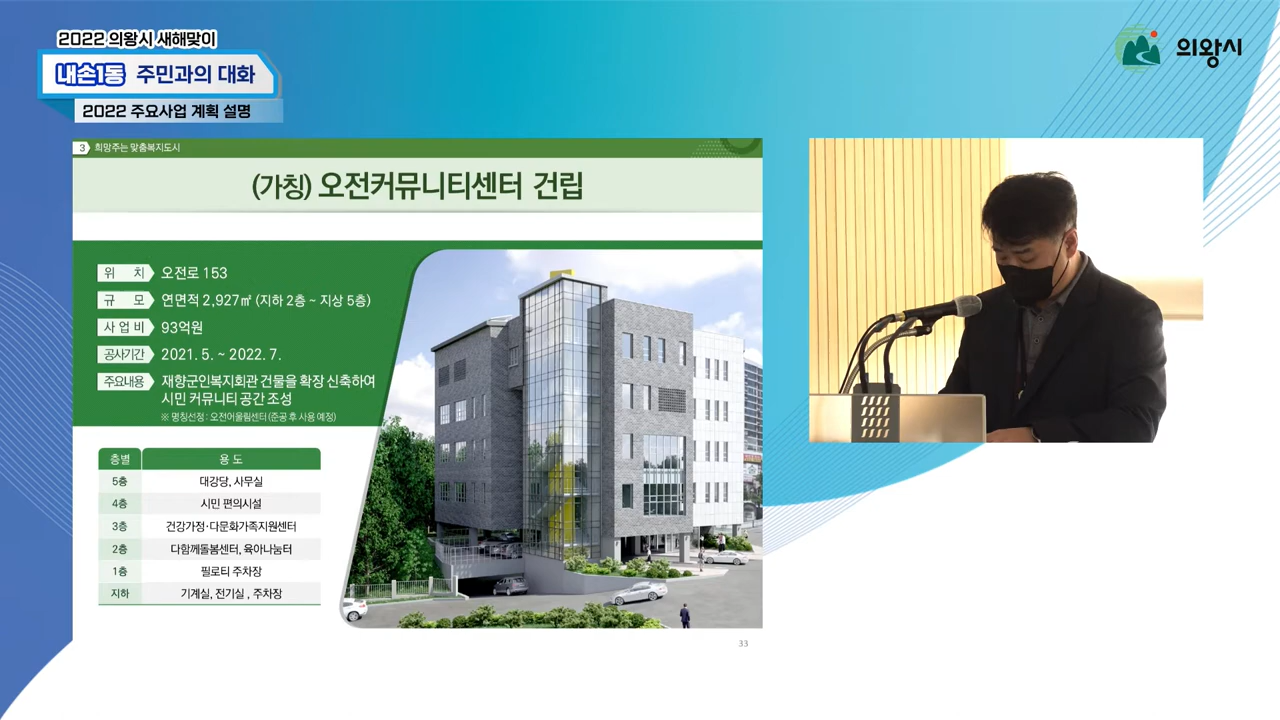 2022 의왕시 새해맞이
내손1동 주민과의 대화
2022 주요사업 계획 설명
의왕시
3 희망주는 맞춤복지도시
(가칭) 오전커뮤니티센터 건립
위 치 오전로 153
규 모 연면적 2,927㎡ (지하 2층 ~ 지상 5층)
사 업 비 93억원
공사기간 2021. 5. ~ 2022. 7.
주요내용 재향군인복지회관 건물을 확장 신축하여
시민 커뮤니티 공간 조성
※ 명칭선정 : 오전어울림센터 (준공 후 사용 예정)
층별 용 도
5층 대강당, 사무실
4층 시민 편의시설
3층 건강가정·다문화가족지원센터
2층 다함께돌봄센터, 육아나눔터
1층 필로티 주차장
지하 기계실, 전기실 , 주차장
33